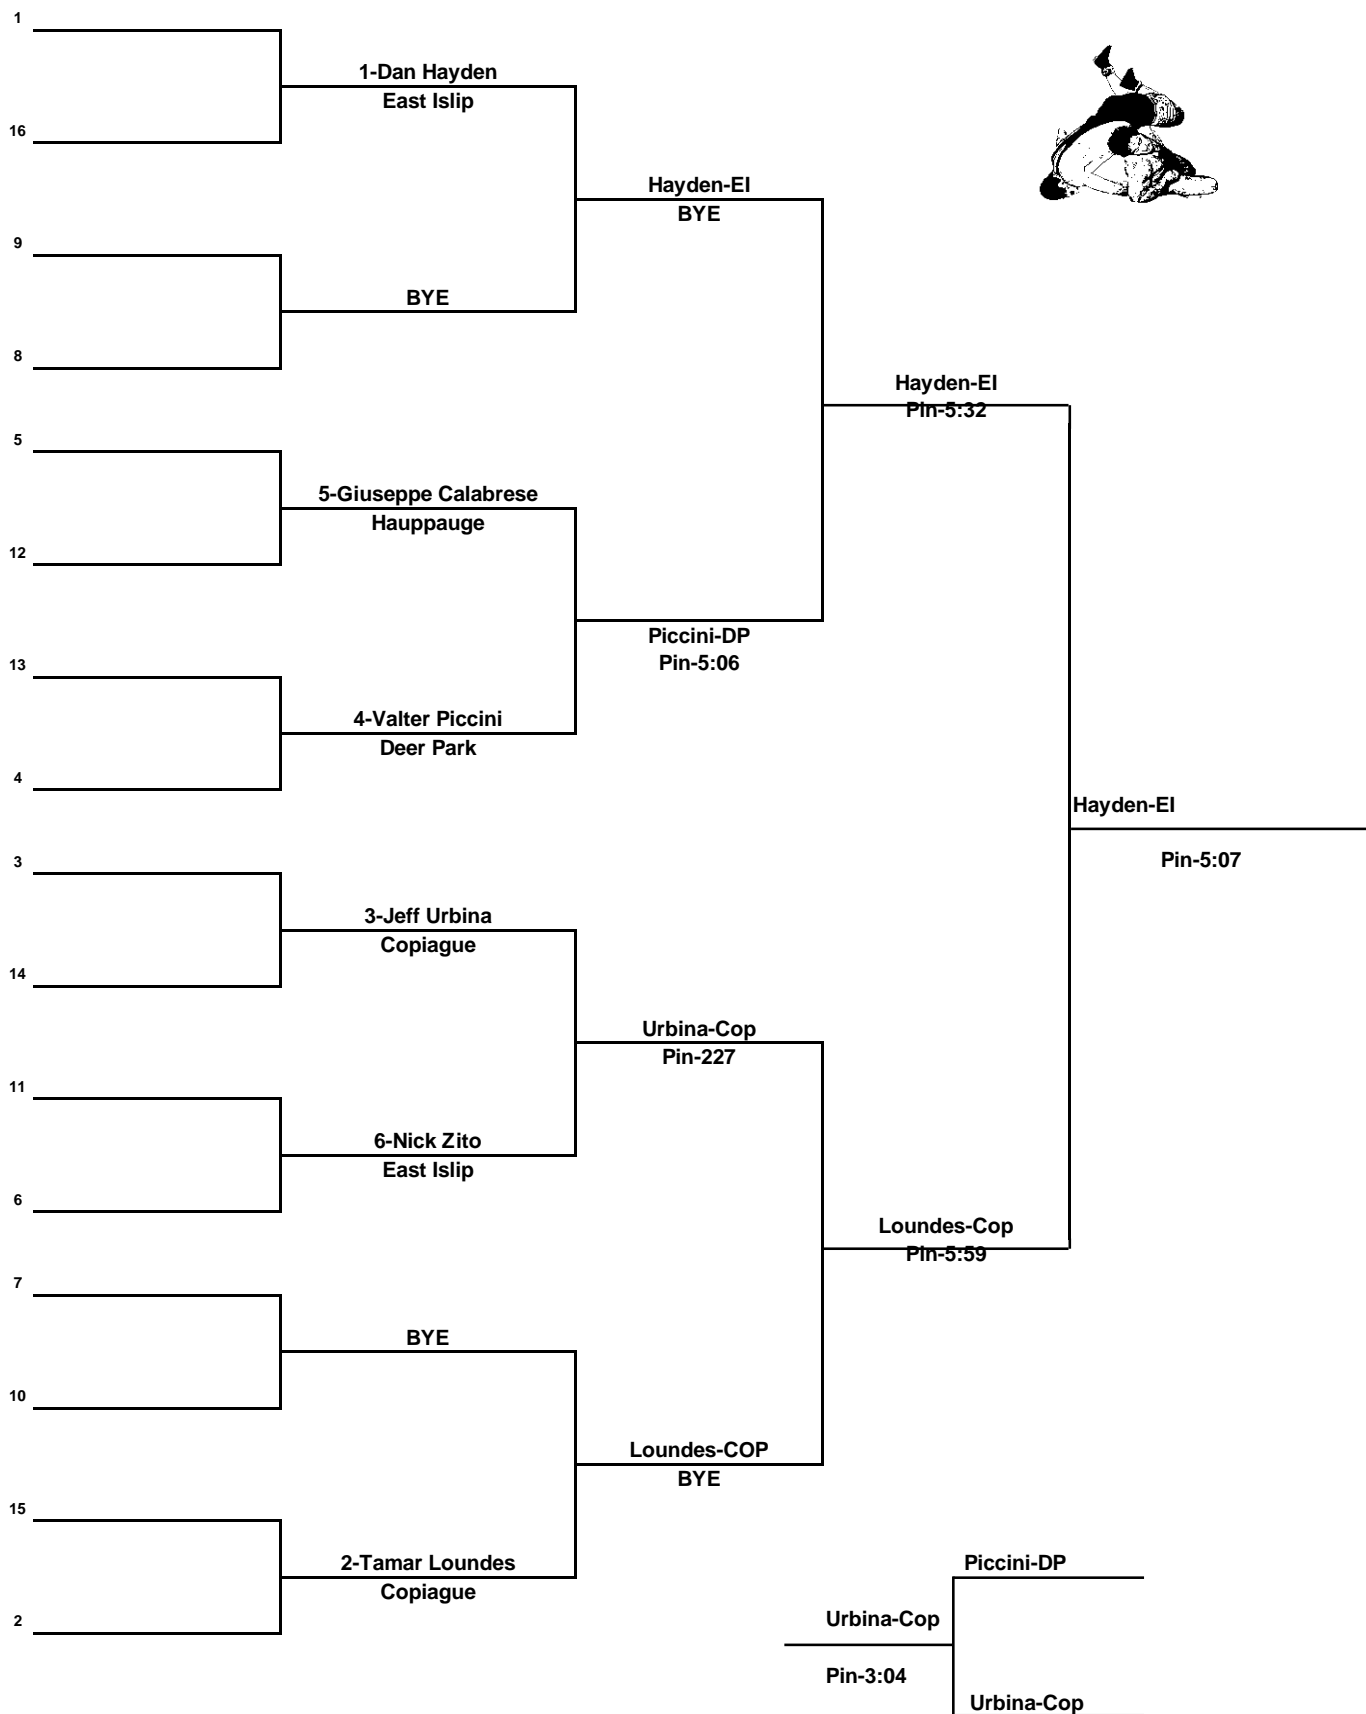 1
1-Dan Hayden
East Islip
16
Hayden-EI
BYE
9
BYE
8
Hayden-EI
Pin-5:32
5
5-Giuseppe Calabrese
Hauppauge
12
Piccini-DP
Pin-5:06
13
4-Valter Piccini
Deer Park
4
Hayden-EI
Pin-5:07
3
3-Jeff Urbina
Copiague
14
Urbina-Cop
Pin-227
11
6-Nick Zito
East Islip
6
Loundes-Cop
Pin-5:59
7
BYE
10
Loundes-COP
BYE
15
2-Tamar Loundes
Copiague
2
Piccini-DP
Urbina-Cop
Pin-3:04
Urbina-Cop